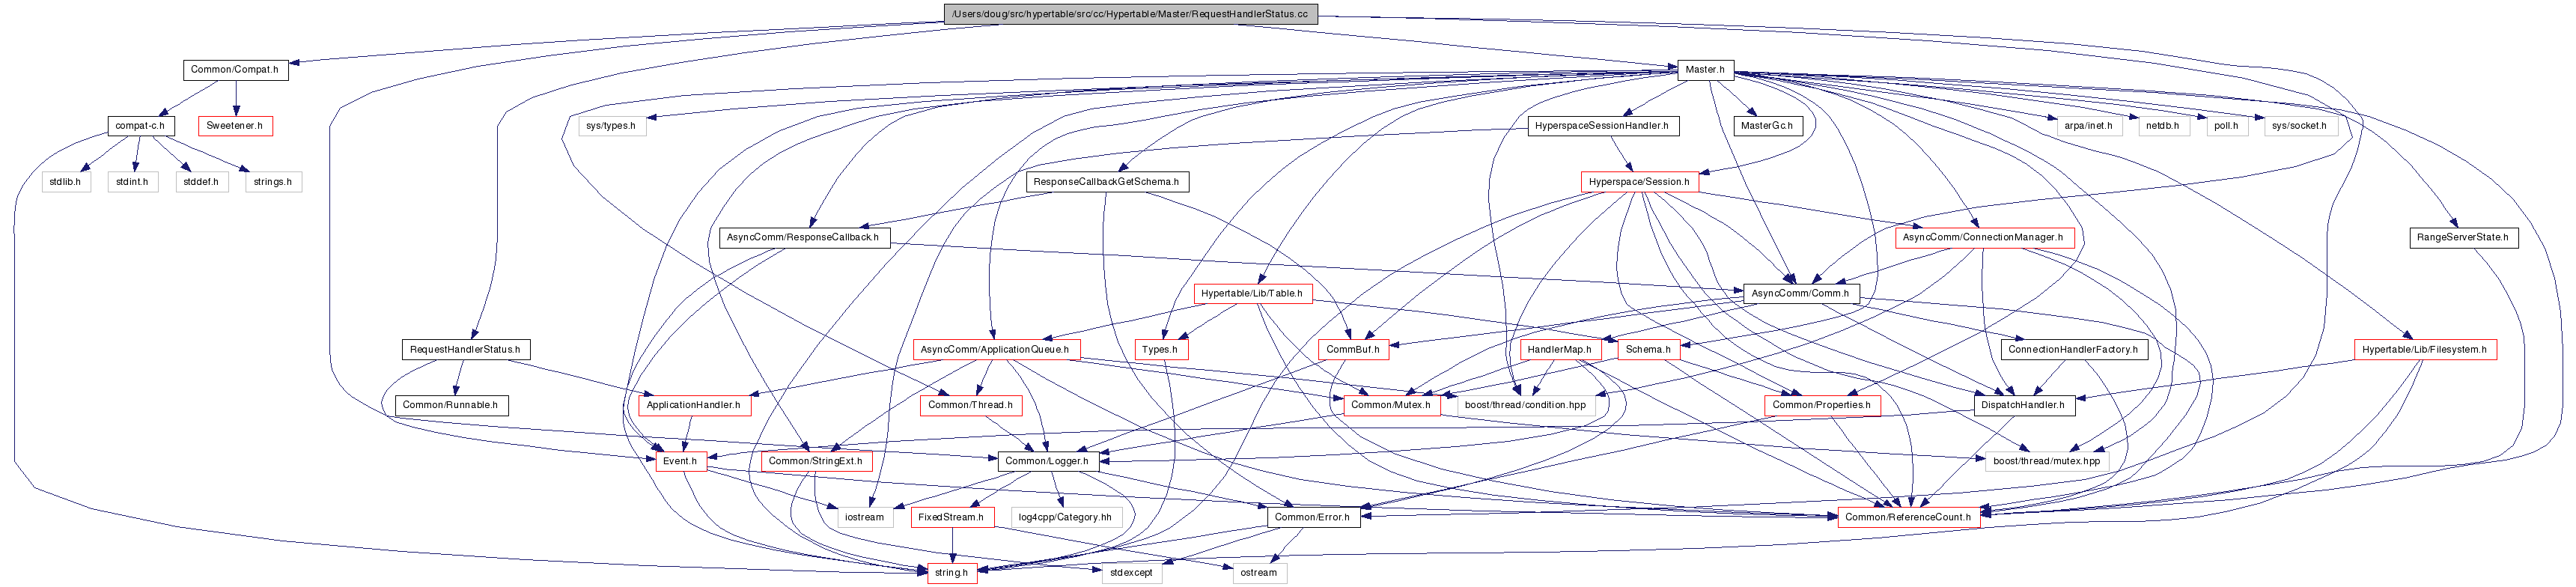 /Users/doug/src/hypertable/src/cc/Hypertable/Master/RequestHandlerStatus.cc
Common/Compat.h
Master.h
compat-c.h
Sweetener.h
sys/types.h
HyperspaceSessionHandler.h
MasterGc.h
arpa/inet.h
netdb.h
poll.h
sys/socket.h
stdlib.h
stdint.h
stddef.h
strings.h
ResponseCallbackGetSchema.h
Hyperspace/Session.h
AsyncComm/ResponseCallback.h
AsyncComm/ConnectionManager.h
RangeServerState.h
Hypertable/Lib/Table.h
AsyncComm/Comm.h
RequestHandlerStatus.h
AsyncComm/ApplicationQueue.h
Types.h
CommBuf.h
HandlerMap.h
Schema.h
ConnectionHandlerFactory.h
Hypertable/Lib/Filesystem.h
Common/Runnable.h
ApplicationHandler.h
Common/Thread.h
Common/Mutex.h
boost/thread/condition.hpp
Common/Properties.h
DispatchHandler.h
Event.h
Common/StringExt.h
Common/Logger.h
boost/thread/mutex.hpp
iostream
FixedStream.h
log4cpp/Category.hh
Common/Error.h
Common/ReferenceCount.h
string.h
stdexcept
ostream